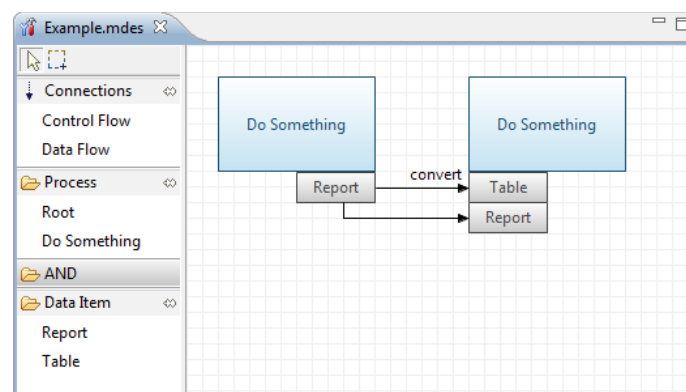 Example.mdes
Connections
Control Flow
Data Flow
Process
Root
Do Something
AND
Data Item
Report
Table
Do Something
Do Something
Report
convert
Table
Report